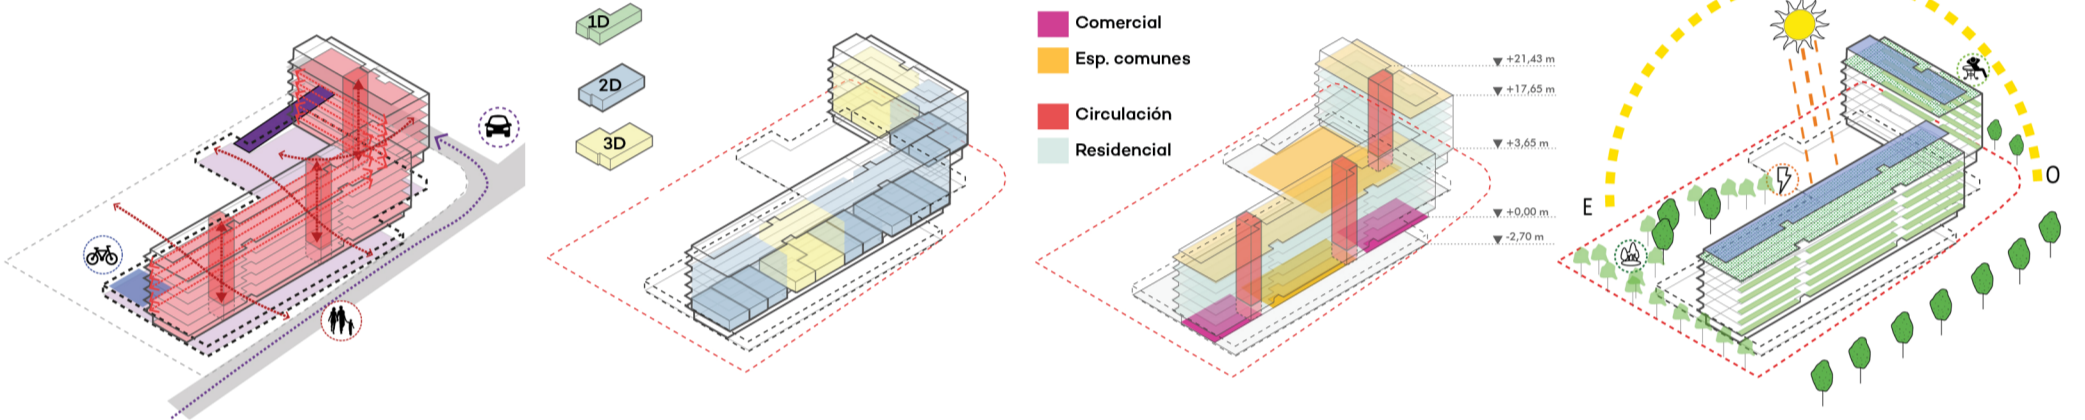 1D
2D
3D
Comercial
Esp. comunes
Circulación
Residencial
+21,43 m
+17,65 m
+3,65 m
+0,00 m
-2,70 m
E
O